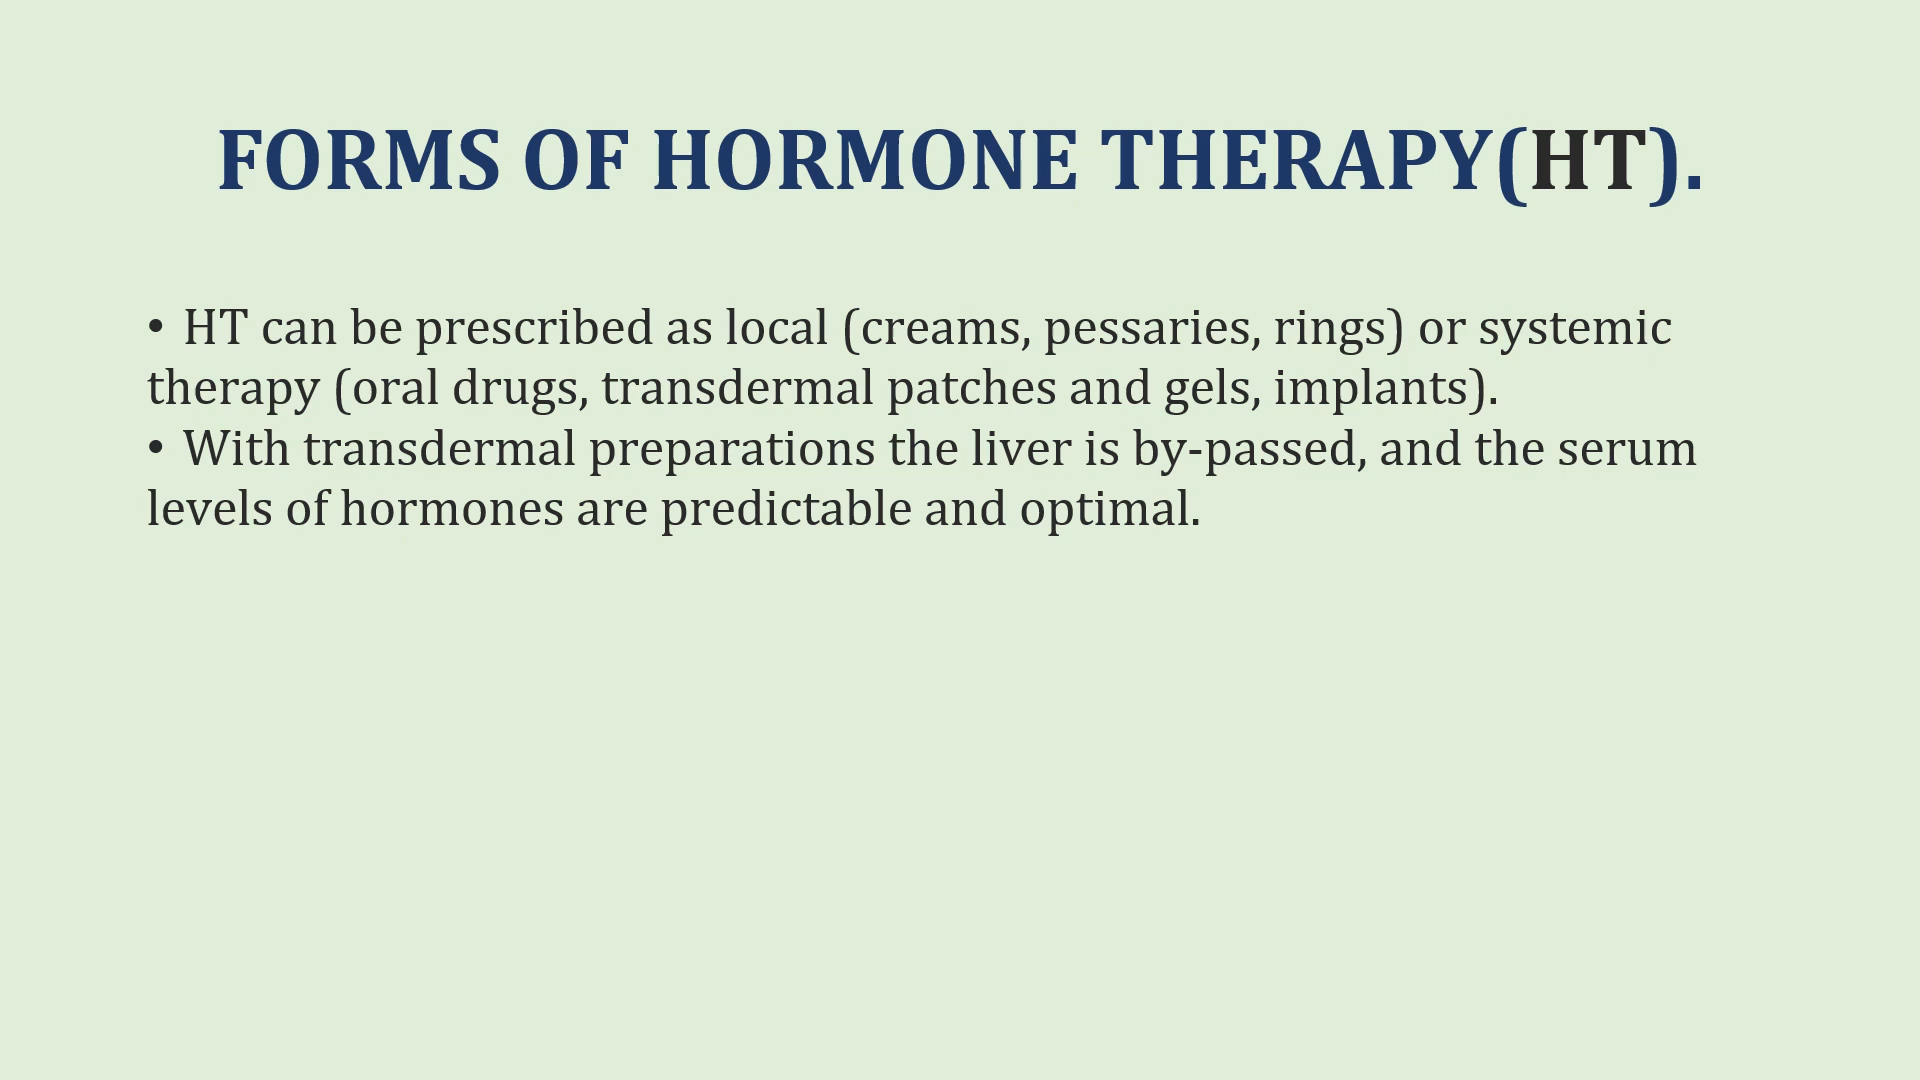 FORMS OF HORMONE THERAPY(HT).
• HT can be prescribed as local (creams, pessaries, rings) or systemic
therapy (oral drugs, transdermal patches and gels, implants).
• With transdermal preparations the liver is by-passed, and the serum
levels of hormones are predictable and optimal.